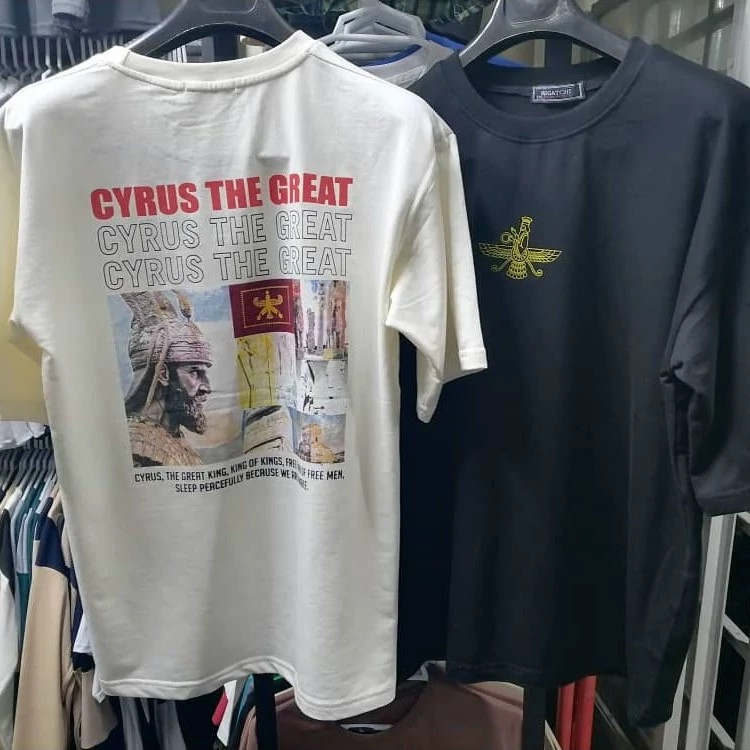 CYRUS THE GREAT
CYRUS THE GREAT
CYRUS THE GREAT
CYRUS, THE GREAT KING, KING OF KINGS, OF FREE MEN,
SLEEP PEACEFULLY BECAUSE WE